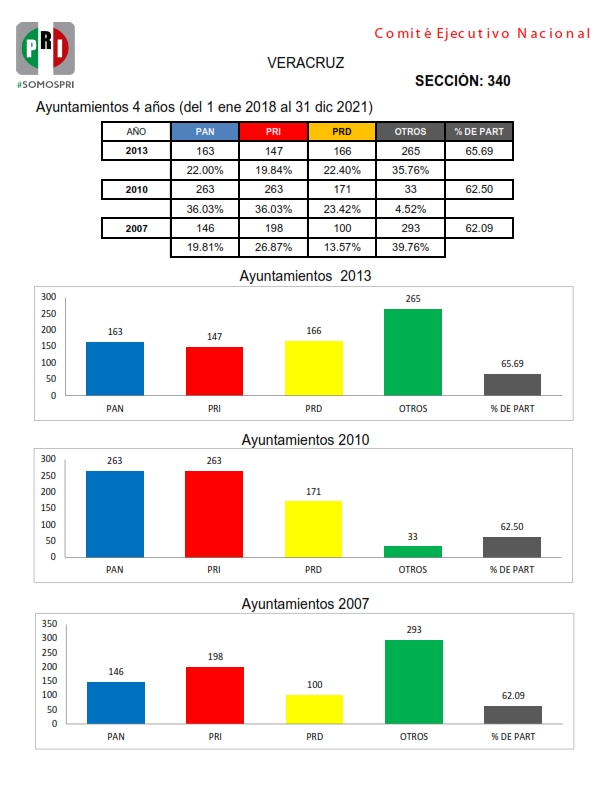 Comité Ejecutivo Nacional
PRI
#SOMOSPRI
VERACRUZ
SECCIÓN: 340
Ayuntamientos 4 años (del 1 ene 2018 al 31 dic 2021)
AÑO PAN PRI PRD OTROS % DE PART
2013 163 147 166 265 65.69
22.00% 19.84% 22.40% 35.76%
2010 263 263 171 33 62.50
36.03% 36.03% 23.42% 4.52%
2007 146 198 100 293 62.09
19.81% 26.87% 13.57% 39.76%
Ayuntamientos 2013
300
250
200
150
100
50
0
163 147 166 265 65.69
PAN PRI PRD OTROS % DE PART
Ayuntamientos 2010
300
250
200
150
100
50
0
263 263 171 33 62.50
PAN PRI PRD OTROS % DE PART
Ayuntamientos 2007
350
300
250
200
150
100
50
0
146 198 100 293 62.09
PAN PRI PRD OTROS % DE PART